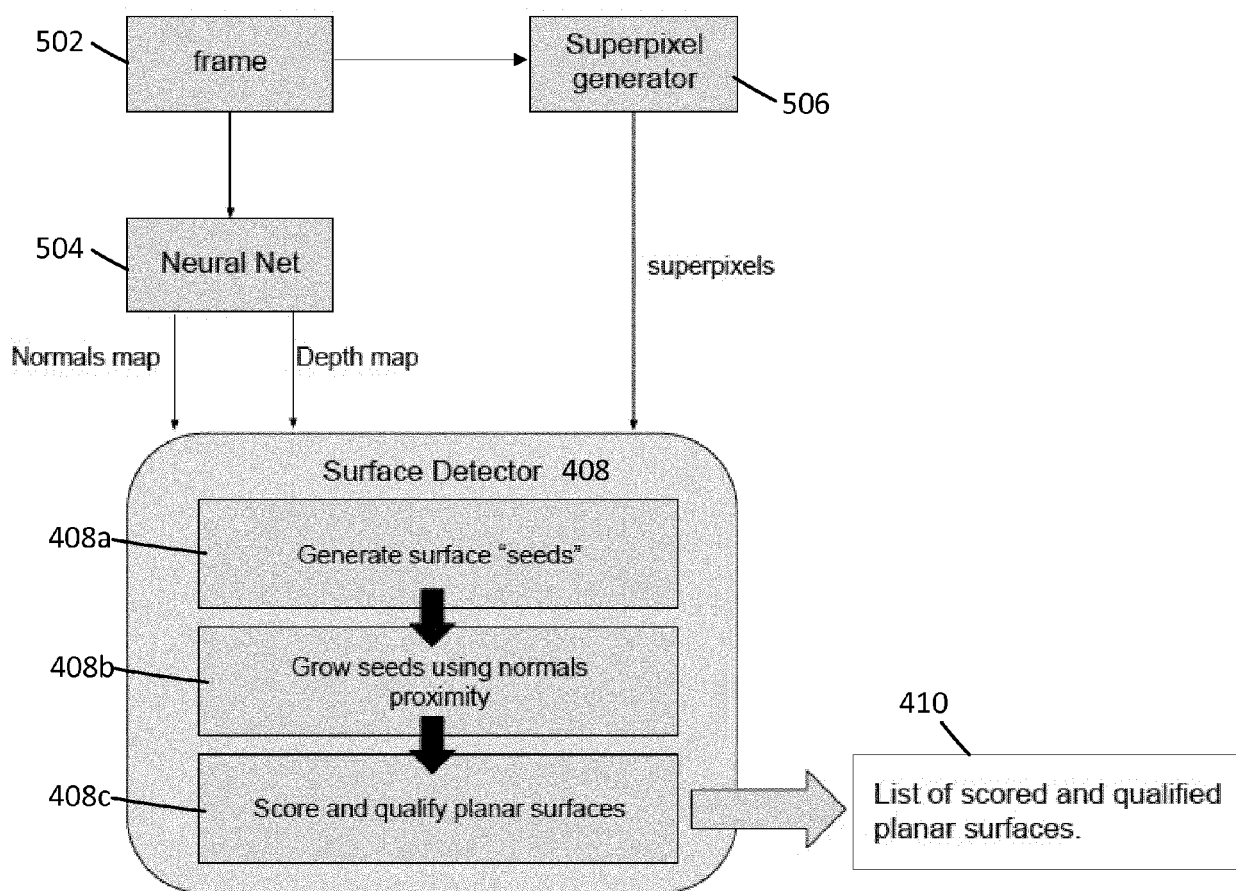 502
frame
Superpixel
generator
506
504
Neural Net
superpixels
Normals map
Depth map
Surface Detector 408
408a
Generate surface "seeds"
408b
Grow seeds using normals
proximity
408c
Score and qualify planar surfaces
410
List of scored and qualified
planar surfaces.